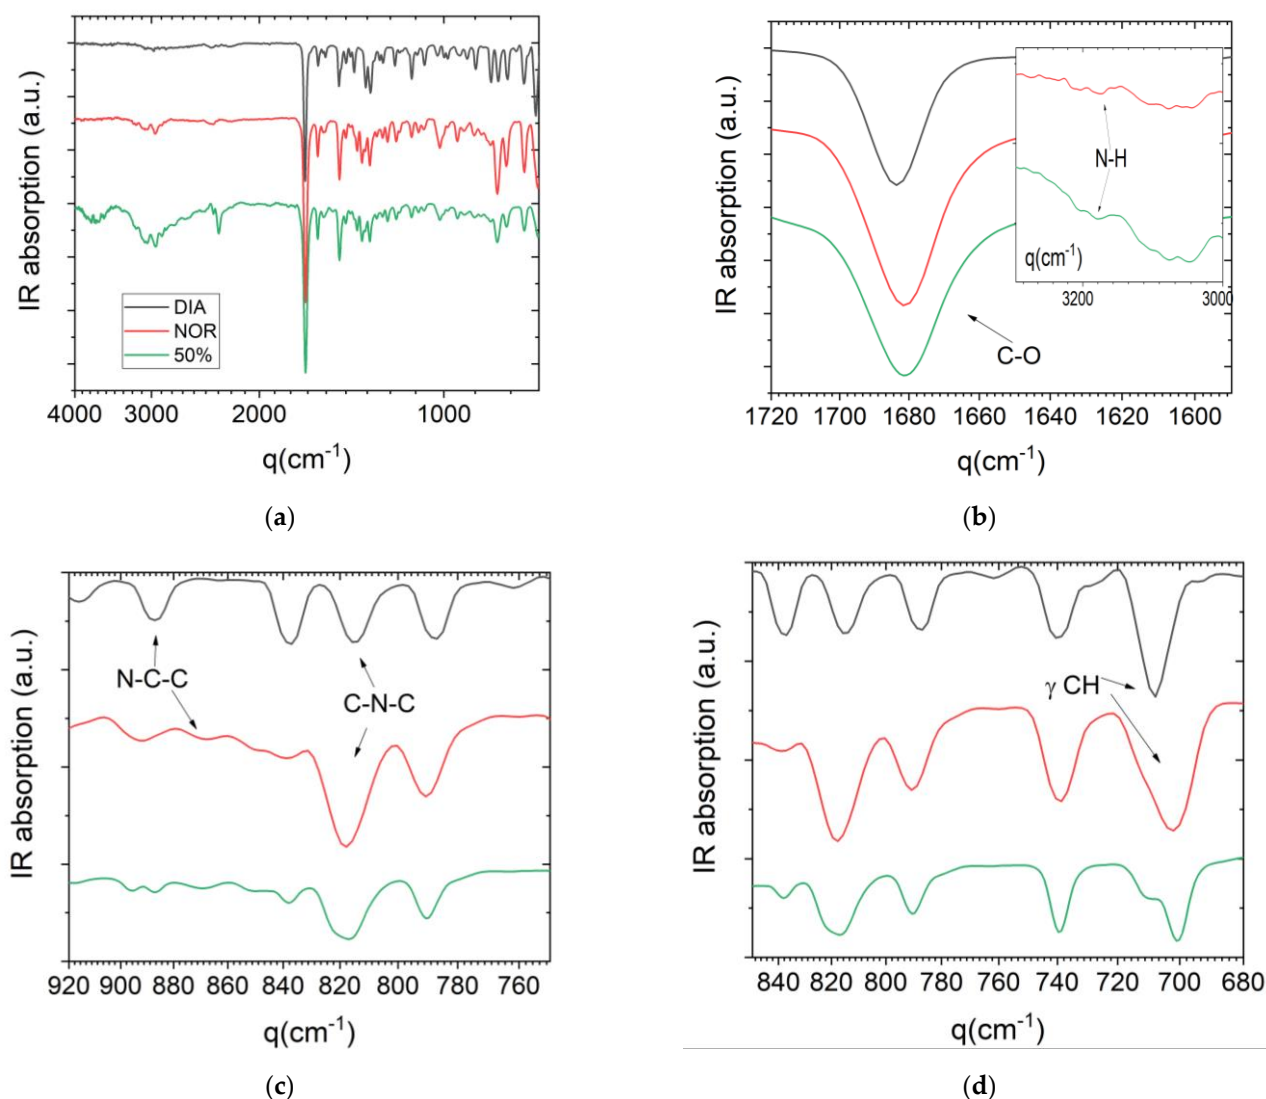 IR absorption (a.u.)
DIA
NOR
50%
4000 3000 2000 1000
q(cm⁻¹)
(a)
IR absorption (a.u.)
N-H
q(cm⁻¹)
3200 3000
C-O
1720 1700 1680 1660 1640 1620 1600
q(cm⁻¹)
(b)
IR absorption (a.u.)
N-C-C
C-N-C
920 900 880 860 840 820 800 780 760
q(cm⁻¹)
(c)
IR absorption (a.u.)
γ CH
840 820 800 780 760 740 720 700 680
q(cm⁻¹)
(d)